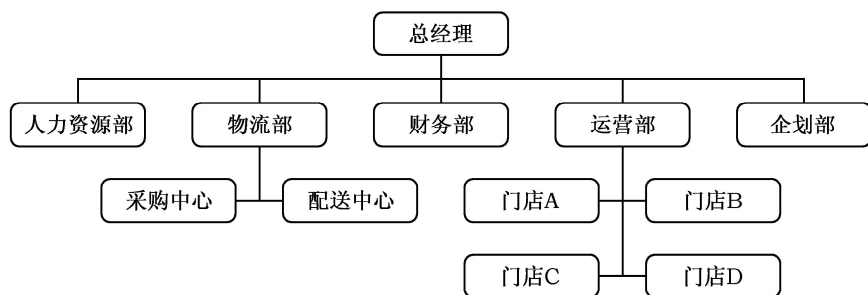 总经理
人力资源部
物流部
财务部
运营部
企划部
采购中心
配送中心
门店A
门店B
门店C
门店D